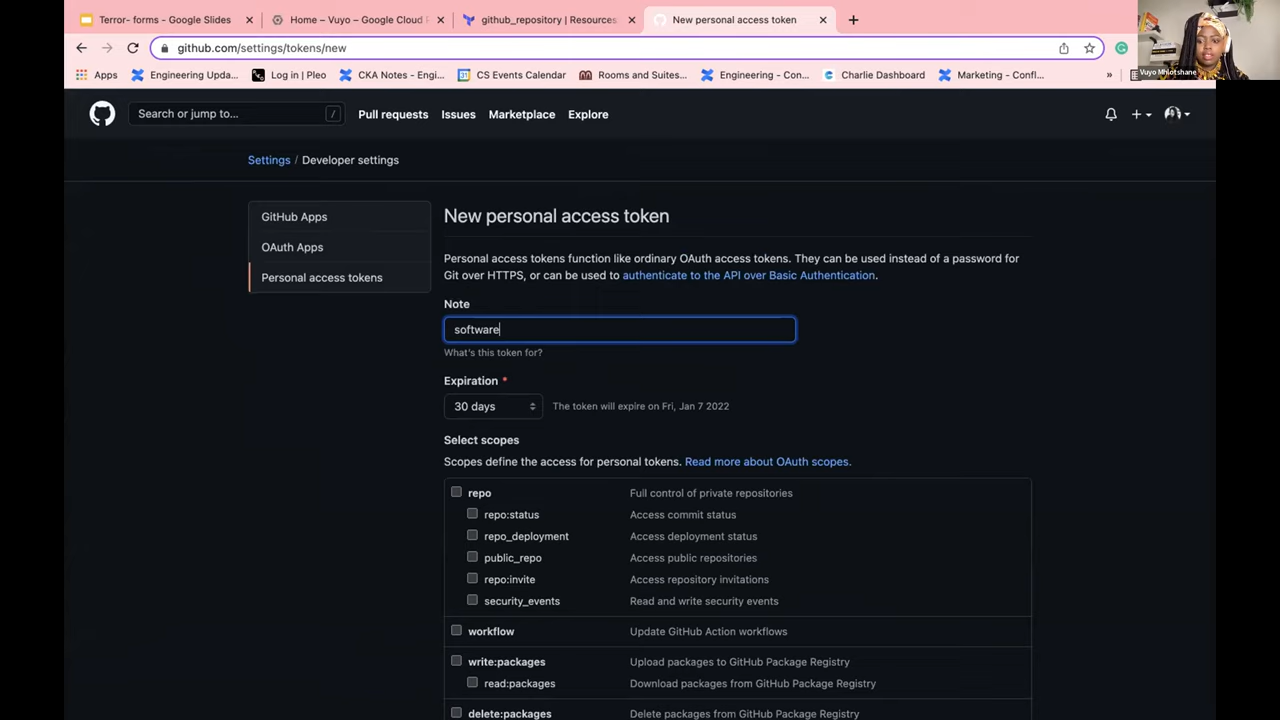 Terror- forms - Google Slides
Home – Vuyo – Google Cloud P
github_repository | Resources
New personal access token
github.com/settings/tokens/new
Apps
Engineering Upda...
Log in | Pleo
CKA Notes - Engi...
CS Events Calendar
Rooms and Suites...
Engineering - Con...
Charlie Dashboard
Marketing - Confl...
»
Vuyo Mhlotshane
Search or jump to...
/
Pull requests
Issues
Marketplace
Explore
Settings / Developer settings
GitHub Apps
OAuth Apps
Personal access tokens
New personal access token
Personal access tokens function like ordinary OAuth access tokens. They can be used instead of a password for
Git over HTTPS, or can be used to authenticate to the API over Basic Authentication.
Note
software
What's this token for?
Expiration *
30 days
The token will expire on Fri, Jan 7 2022
Select scopes
Scopes define the access for personal tokens. Read more about OAuth scopes.
repo Full control of private repositories
repo:status Access commit status
repo_deployment Access deployment status
public_repo Access public repositories
repo:invite Access repository invitations
security_events Read and write security events
workflow Update GitHub Action workflows
write:packages Upload packages to GitHub Package Registry
read:packages Download packages from GitHub Package Registry
delete:packages Delete packages from GitHub Package Registry